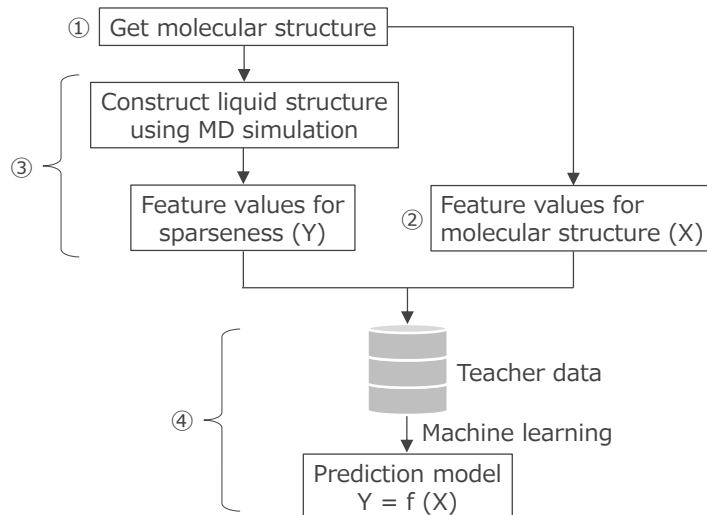 ① Get molecular structure
Construct liquid structure
using MD simulation
③
Feature values for
sparseness (Y)
② Feature values for
molecular structure (X)
Teacher data
④
Machine learning
Prediction model
Y = f (X)